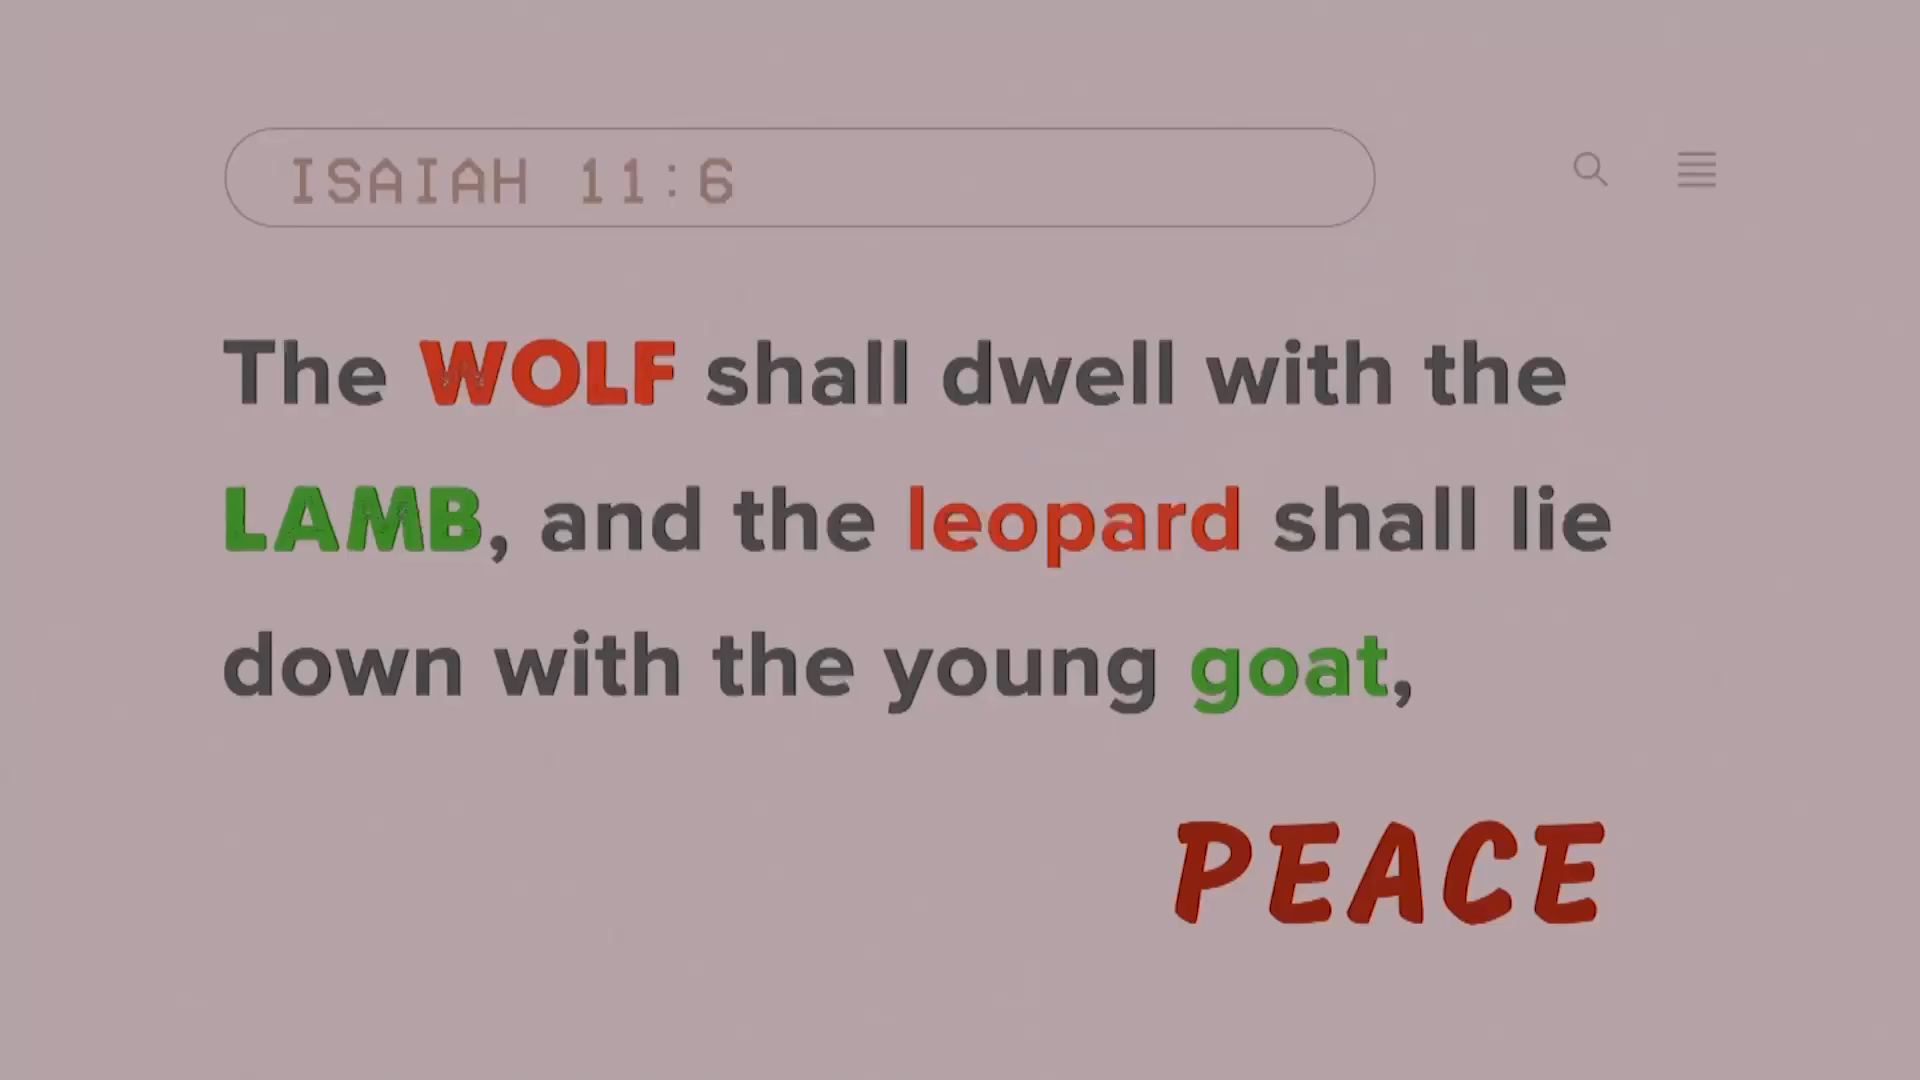 ISAIAH 11:6
The WOLF shall dwell with the
LAMB, and the leopard shall lie
down with the young goat,
PEACE